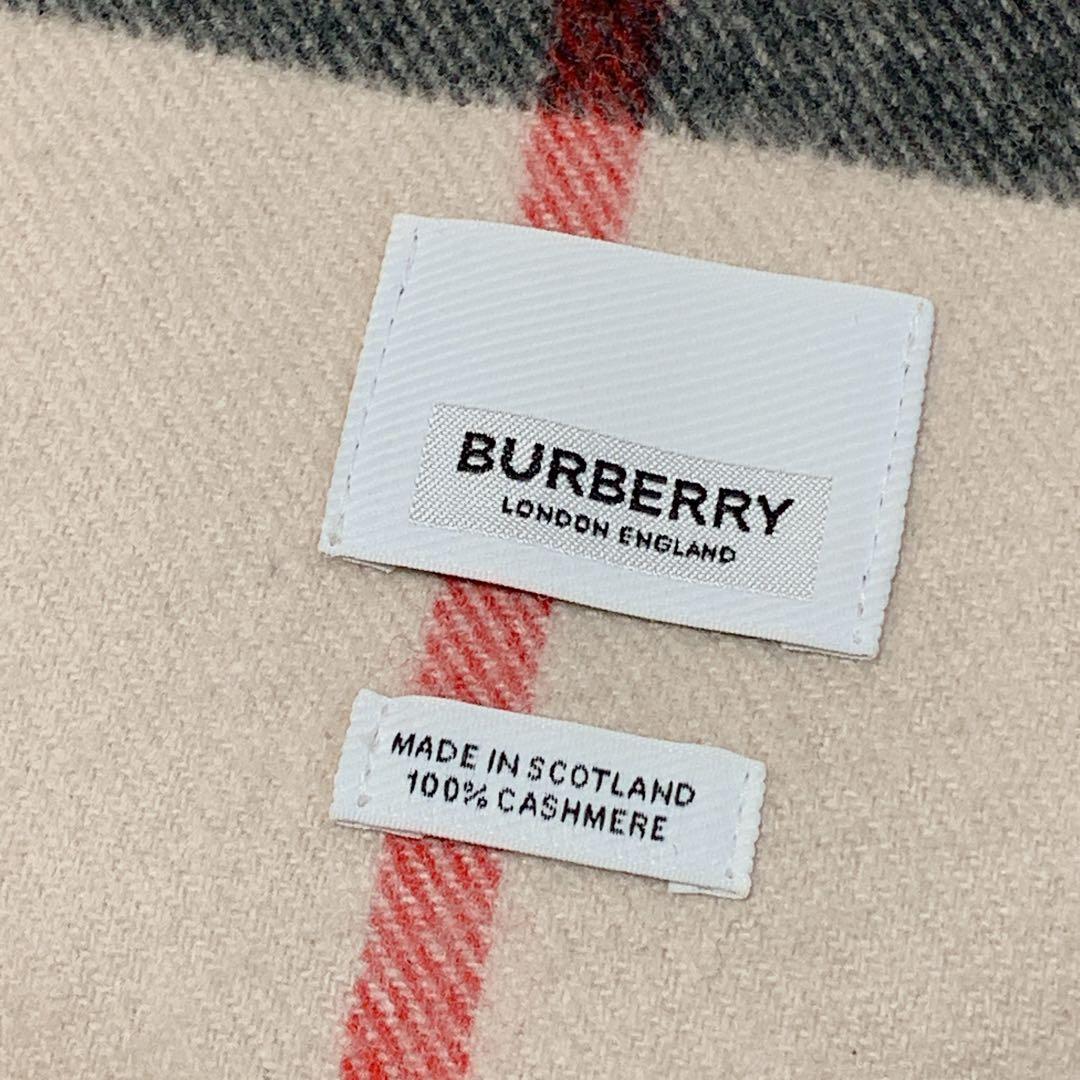 BURBERRY
LONDON ENGLAND
MADE IN SCOTLAND
100% CASHMERE